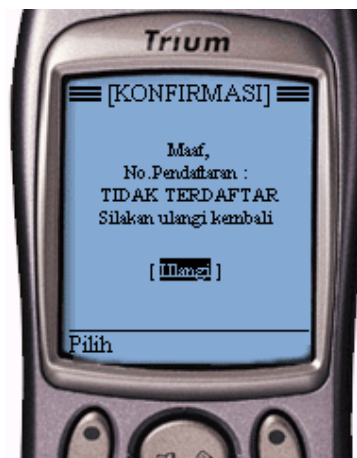 Trium
[KONFIRMASI]
Maaf,
No.Pendaftaran :
TIDAK TERDAFTAR
Silakan ulangi kembali
[ Ulangi ]
Pilih